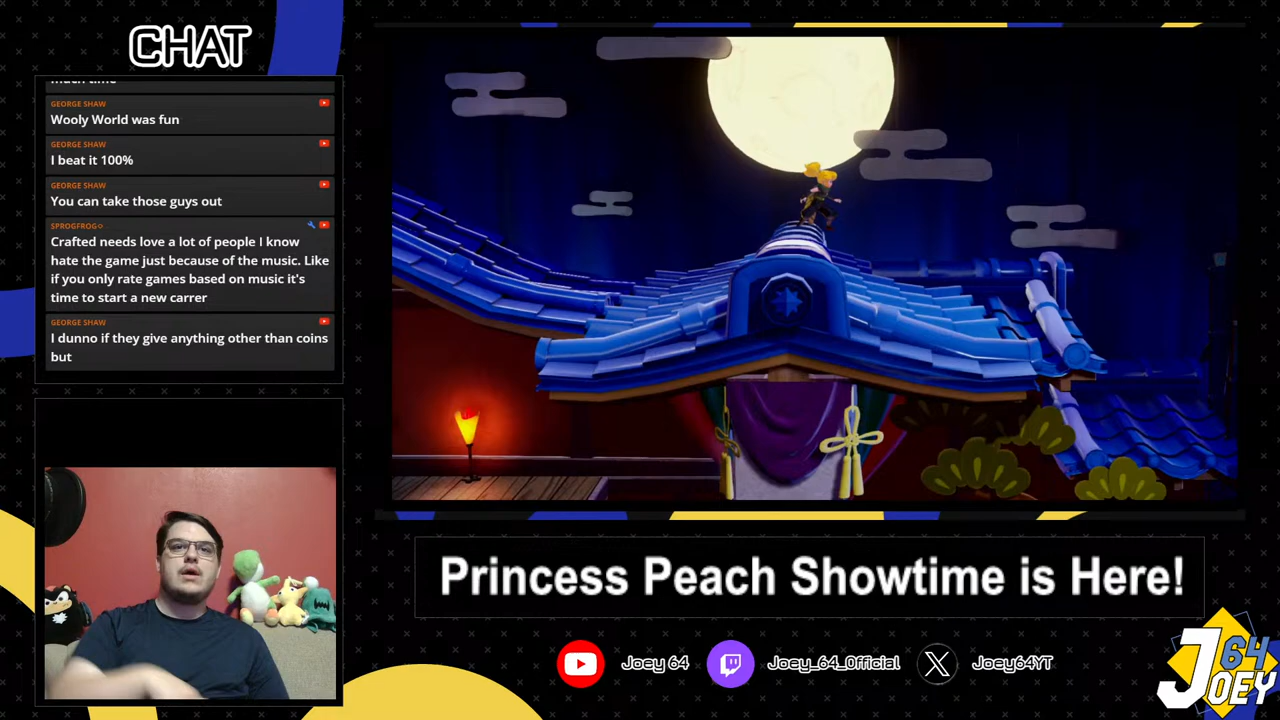 CHAT
much time
GEORGE SHAW
Wooly World was fun
GEORGE SHAW
I beat it 100%
GEORGE SHAW
You can take those guys out
SPROGFROG
Crafted needs love a lot of people I know
hate the game just because of the music. Like
if you only rate games based on music it's
time to start a new carrer
GEORGE SHAW
I dunno if they give anything other than coins
but
Princess Peach Showtime is Here!
Joey 64
Joey_64_Official
Joey64YT
64
JOEY